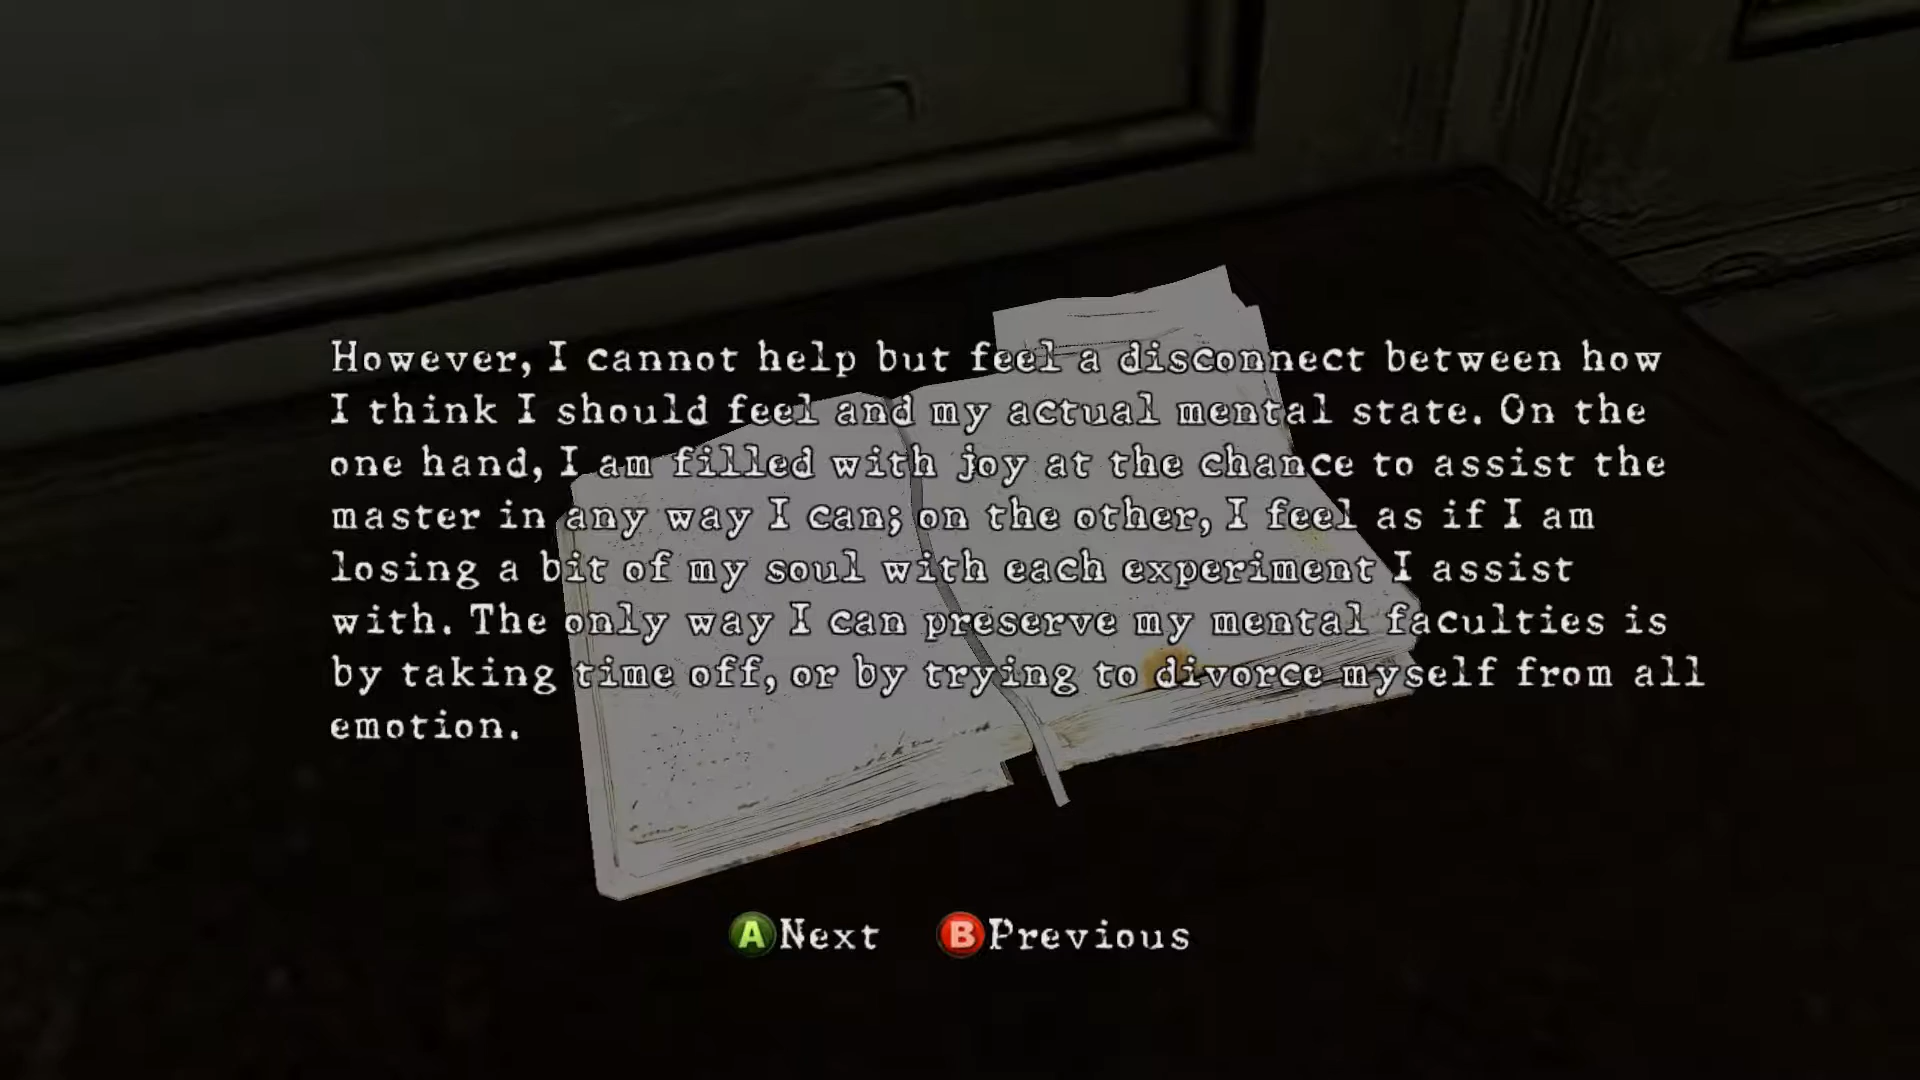 However, I cannot help but feel a disconnect between how
I think I should feel and my actual mental state. On the
one hand, I am filled with joy at the chance to assist the
master in any way I can; on the other, I feel as if I am
losing a bit of my soul with each experiment I assist
with. The only way I can preserve my mental faculties is
by taking time off, or by trying to divorce myself from all
emotion.
A Next B Previous